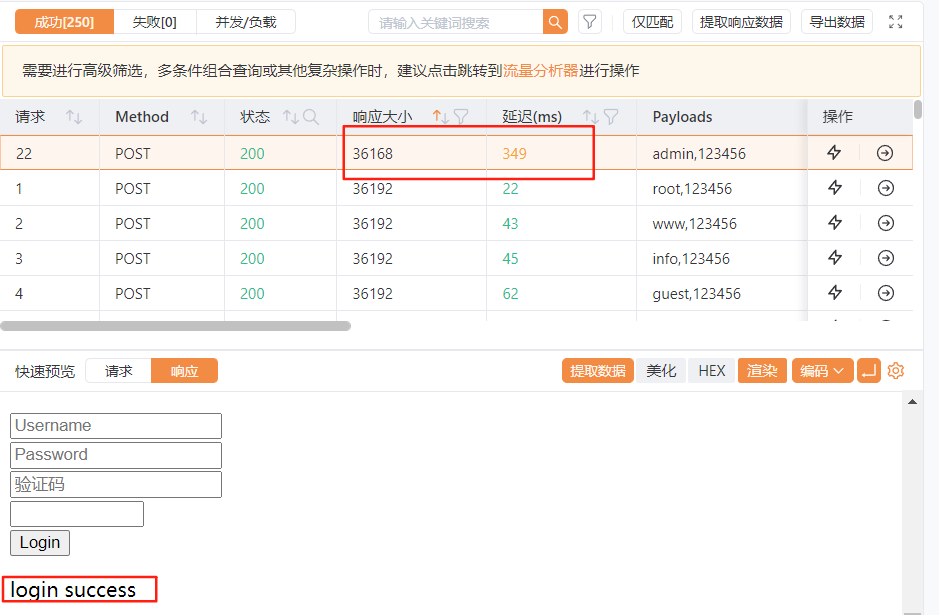 成功[250] 失败[0] 并发/负载 请输入关键词搜索 仅匹配 提取响应数据 导出数据
需要进行高级筛选，多条件组合查询或其他复杂操作时，建议点击跳转到流量分析器进行操作
请求 Method 状态 响应大小 延迟(ms) Payloads 操作
22 POST 200 36168 349 admin,123456
1 POST 200 36192 22 root,123456
2 POST 200 36192 43 www,123456
3 POST 200 36192 45 info,123456
4 POST 200 36192 62 guest,123456
快速预览 请求 响应 提取数据 美化 HEX 渲染 编码
Username
Password
验证码
Login
login success